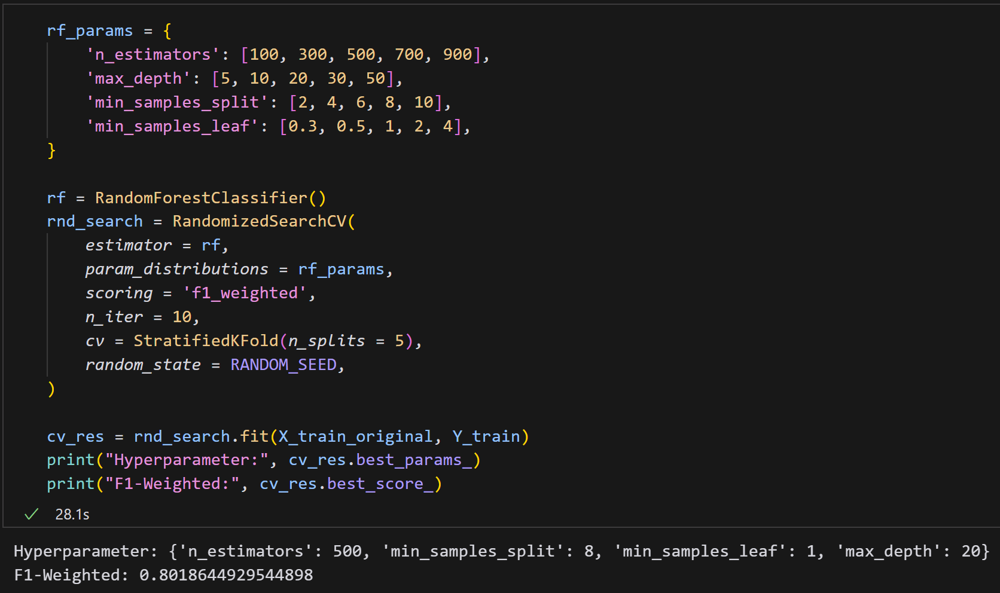 rf_params = {
    'n_estimators': [100, 300, 500, 700, 900],
    'max_depth': [5, 10, 20, 30, 50],
    'min_samples_split': [2, 4, 6, 8, 10],
    'min_samples_leaf': [0.3, 0.5, 1, 2, 4],
}
rf = RandomForestClassifier()
rnd_search = RandomizedSearchCV(
    estimator = rf,
    param_distributions = rf_params,
    scoring = 'f1_weighted',
    n_iter = 10,
    cv = StratifiedKFold(n_splits = 5),
    random_state = RANDOM_SEED,
)
cv_res = rnd_search.fit(X_train_original, Y_train)
print("Hyperparameter:", cv_res.best_params_)
print("F1-Weighted:", cv_res.best_score_)
28.1s
Hyperparameter: {'n_estimators': 500, 'min_samples_split': 8, 'min_samples_leaf': 1, 'max_depth': 20}
F1-Weighted: 0.8018644929544898